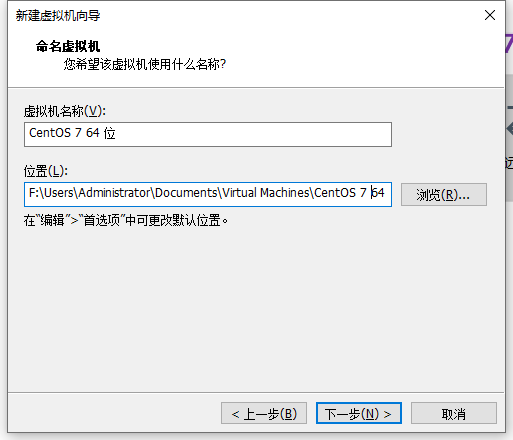 新建虚拟机向导
命名虚拟机
您希望该虚拟机使用什么名称?
虚拟机名称(V):
CentOS 7 64 位
位置(L):
F:\Users\Administrator\Documents\Virtual Machines\CentOS 7 64
浏览(R)...
在“编辑”>“首选项”中可更改默认位置。
< 上一步(B)
下一步(N) >
取消
7